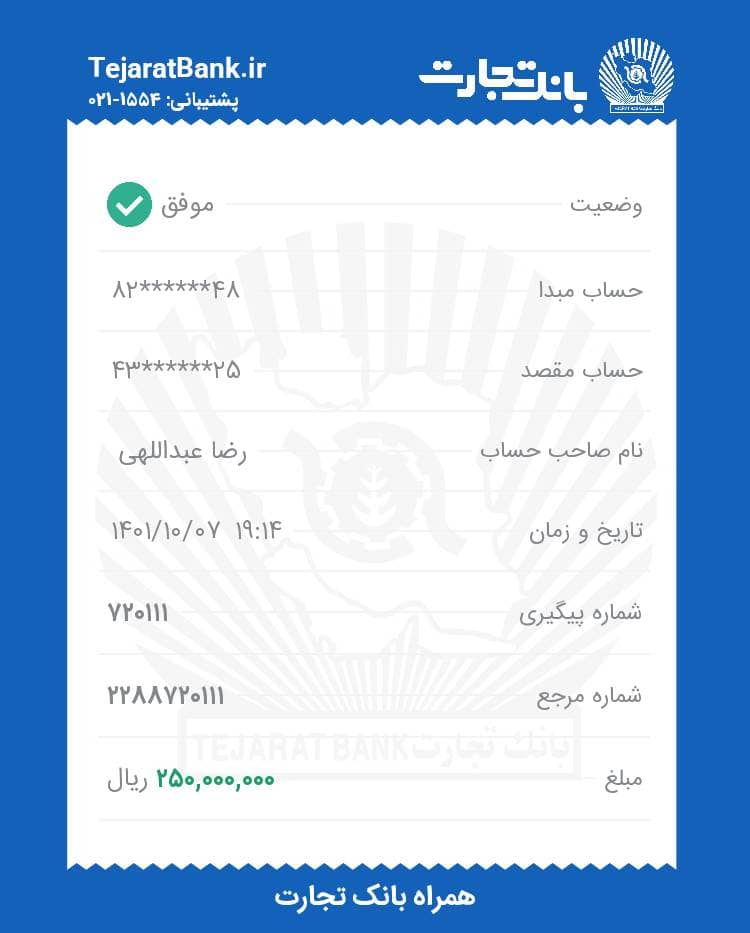 بانک تجارت
TejaratBank.ir
پشتیبانی: ۱۵۵۴-۰۲۱
وضعیت موفق
حساب مبدا ۸۲******۴۸
حساب مقصد ۴۳******۲۵
نام صاحب حساب رضا عبداللهی
تاریخ و زمان ۱۴۰۱/۱۰/۰۷ ۱۹:۱۴
شماره پیگیری ۷۲۰۱۱۱
شماره مرجع ۲۲۸۸۷۲۰۱۱۱
TEJARAT BANK بانک تجارت
مبلغ ۲۵۰,۰۰۰,۰۰۰ ریال
همراه بانک تجارت